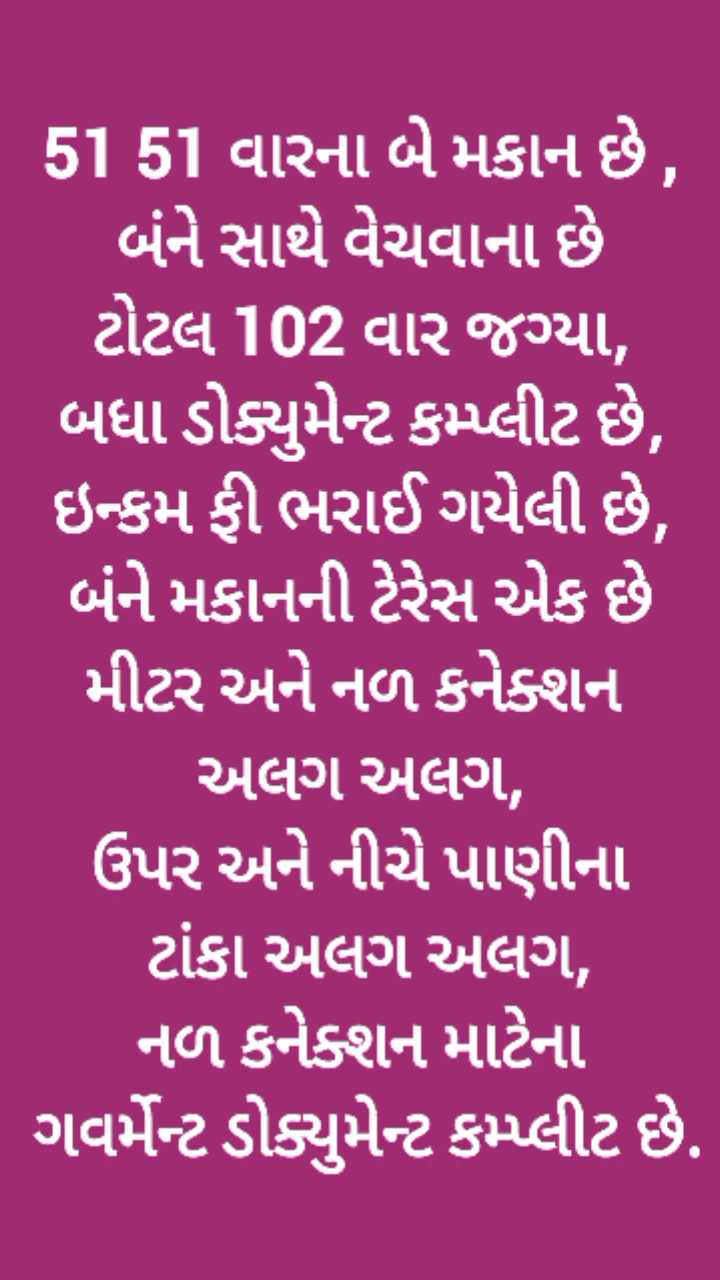 51 51 વારના બે મકાન છે ,
બંને સાથે વેચવાના છે
ટોટલ 102 વાર જગ્યા,
બધા ડોક્યુમેન્ટ કમ્પ્લીટ છે,
ઇન્કમ ફી ભરાઈ ગયેલી છે,
બંને મકાનની ટેરેસ એક છે
મીટર અને નળ કનેક્શન
અલગ અલગ,
ઉપર અને નીચે પાણીના
ટાંકા અલગ અલગ,
નળ કનેક્શન માટેના
ગવર્મેન્ટ ડોક્યુમેન્ટ કમ્પ્લીટ છે.